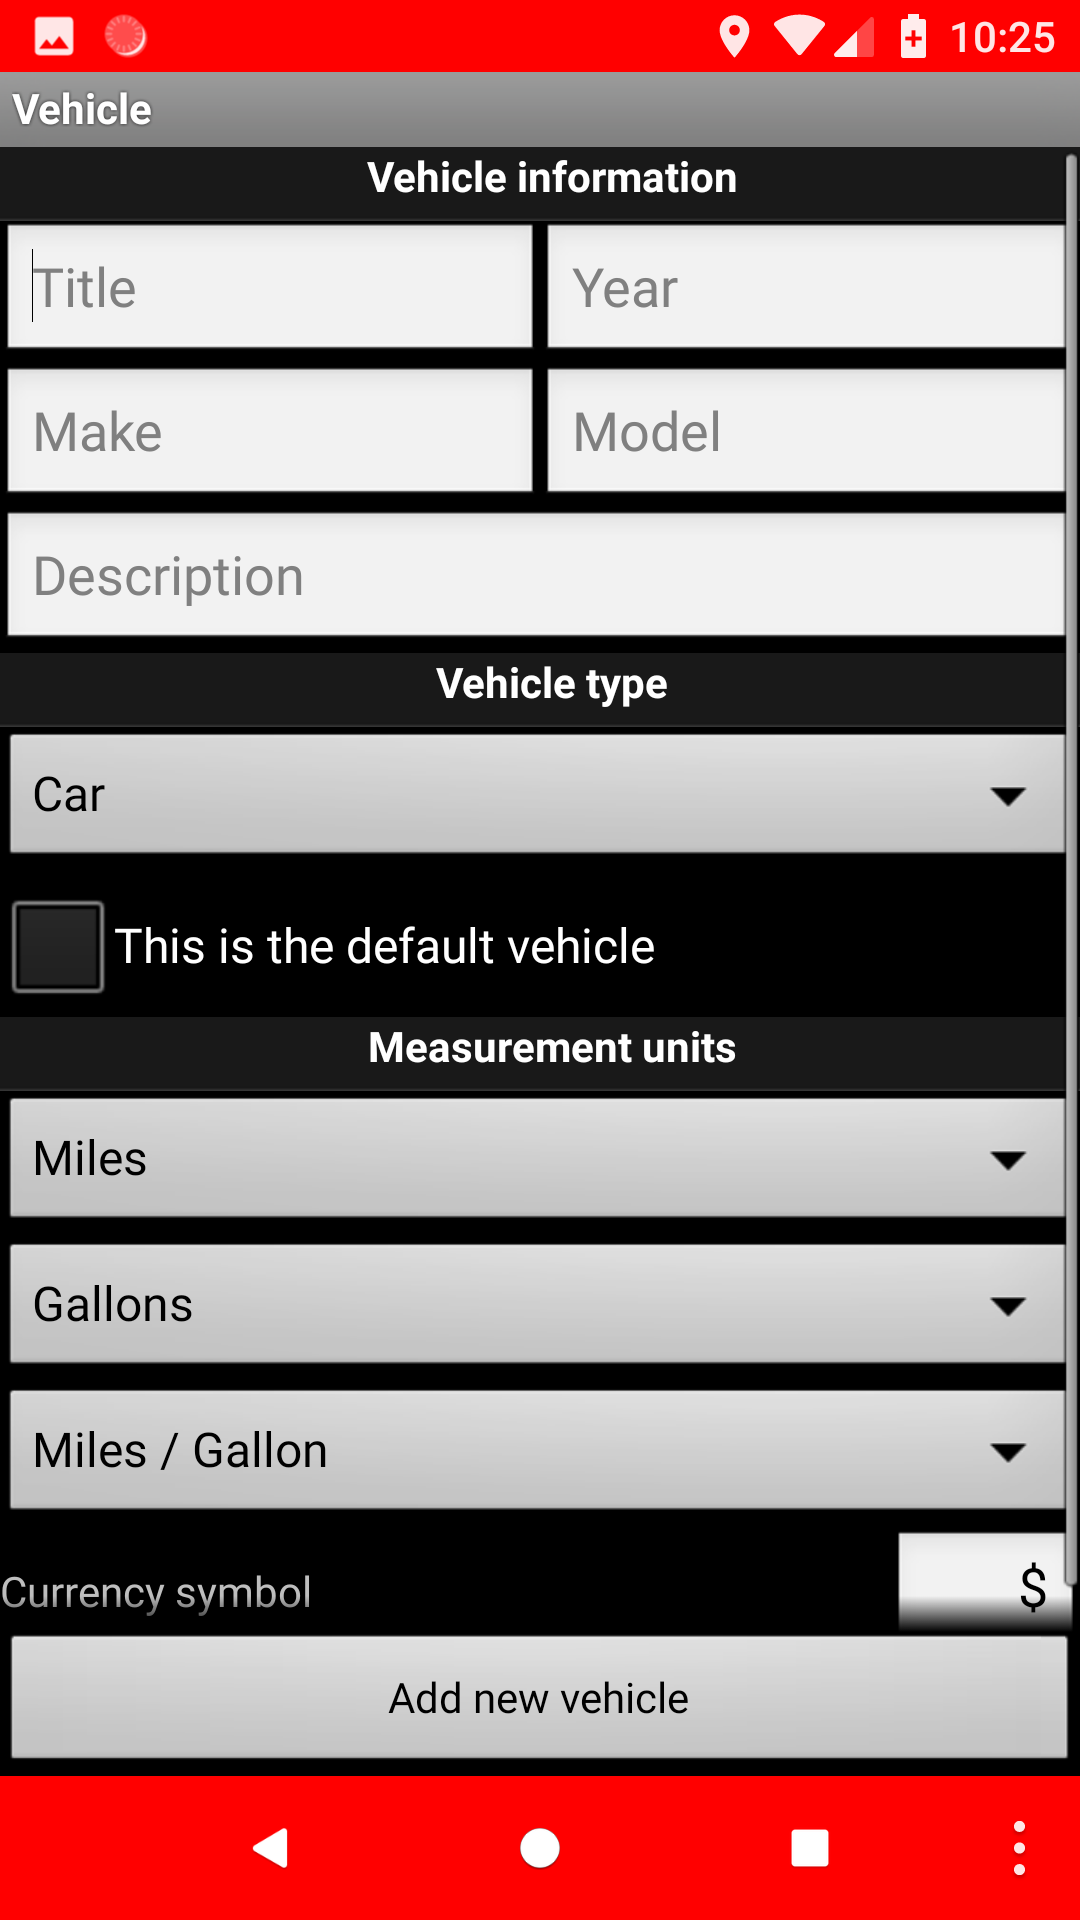 10:25
Vehicle
Vehicle information
Title Year
Make Model
Description
Vehicle type
Car
This is the default vehicle
Measurement units
Miles
Gallons
Miles / Gallon
Currency symbol $
Add new vehicle